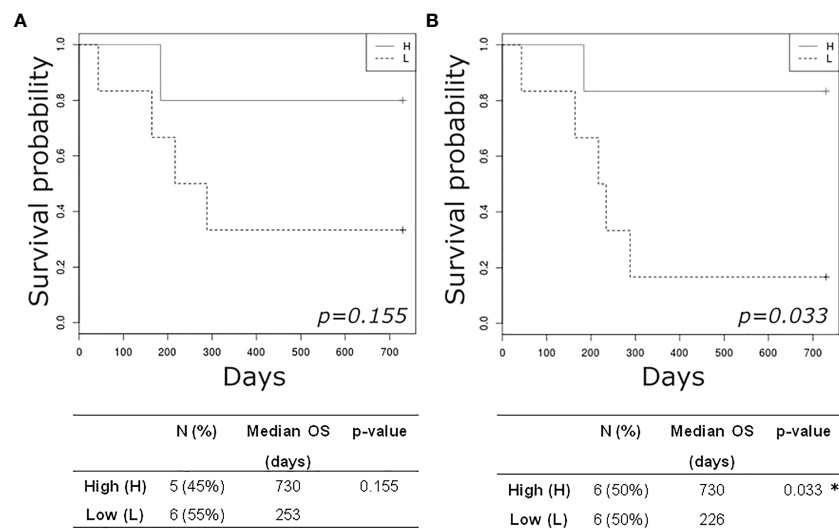 A
H
L
Survival probability
1.0
0.8
0.6
0.4
0.2
0.0
p=0.155
0 100 200 300 400 500 600 700
Days
N (%) Median OS (days) p-value
High (H) 5 (45%) 730 0.155
Low (L) 6 (55%) 253
B
H
L
Survival probability
1.0
0.8
0.6
0.4
0.2
0.0
p=0.033
0 100 200 300 400 500 600 700
Days
N (%) Median OS (days) p-value
High (H) 6 (50%) 730 0.033 *
Low (L) 6 (50%) 226